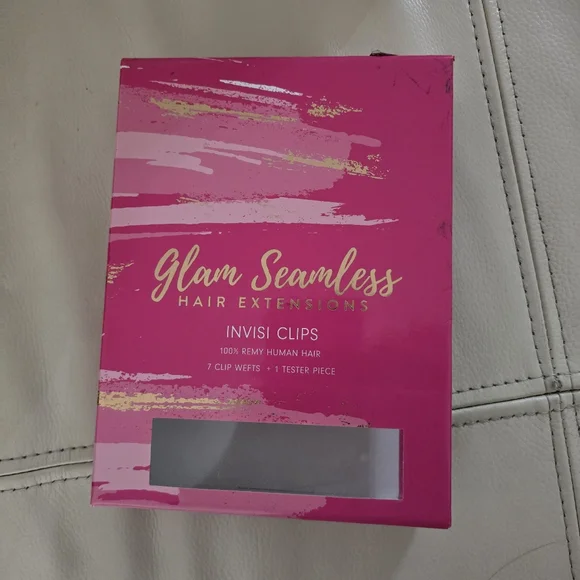 Glam Seamless
HAIR EXTENSIONS
INVISI CLIPS
100% REMY HUMAN HAIR
7 CLIP WEFTS + 1 TESTER PIECE